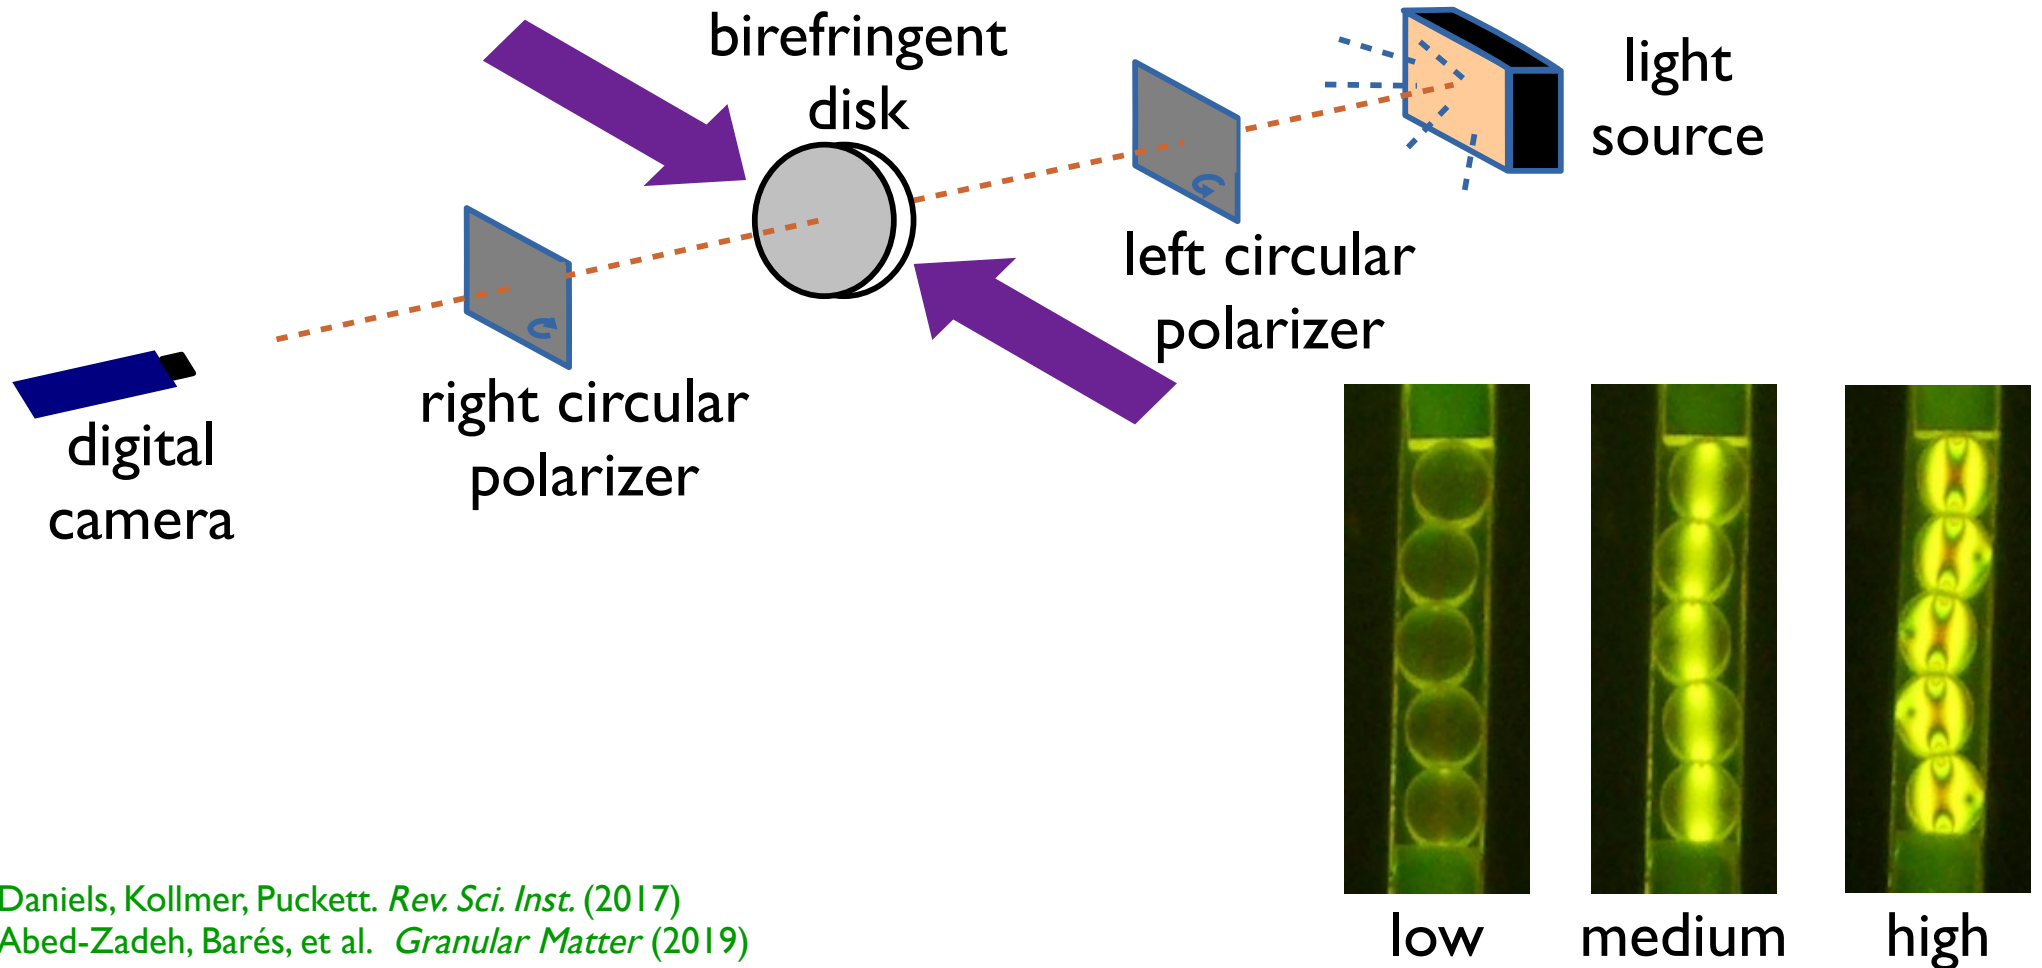 birefringent
disk
light
source
left circular
polarizer
right circular
polarizer
digital
camera
Daniels, Kollmer, Puckett. Rev. Sci. Inst. (2017)
Abed-Zadeh, Barés, et al. Granular Matter (2019)
low
medium
high